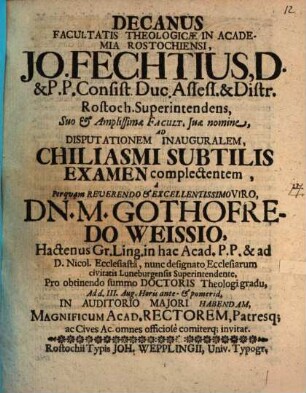 12.
DECANUS
FACULTATIS THEOLOGICÆ IN ACADE-
MIA ROSTOCHIENSI,
JO. FECHTIUS, D.
& P. P. Consist. Duc. Assess. & Distr.
Rostoch. Superintendens,
Suo & Amplissimæ FACULT. suæ nomine,
AD
DISPUTATIONEM INAUGURALEM,
CHILIASMI SUBTILIS
EXAMEN complectentem,
à
Perquam REVERENDO & EXCELLENTISSIMO VIRO,
DN. M. GOTHOFRE-
DO WEISSIO,
Hactenus Gr. Ling. in hac Acad. P. P. & ad
D. Nicol. Ecclesiastâ, nunc designato Ecclesiarum
civitatis Luneburgensis Superintendente,
Pro obtinendo summo DOCTORIS Theologi gradu,
Ad d. III. Aug. Horis ante- & pomerid.
IN AUDITORIO MAJORI HABENDAM,
MAGNIFICUM ACAD. RECTOREM, Patresq;
ac Cives Ac. omnes officiosè comiterq; invitat.
Rostochii Typis JOH. WEPPLINGII, Univ. Typogr.